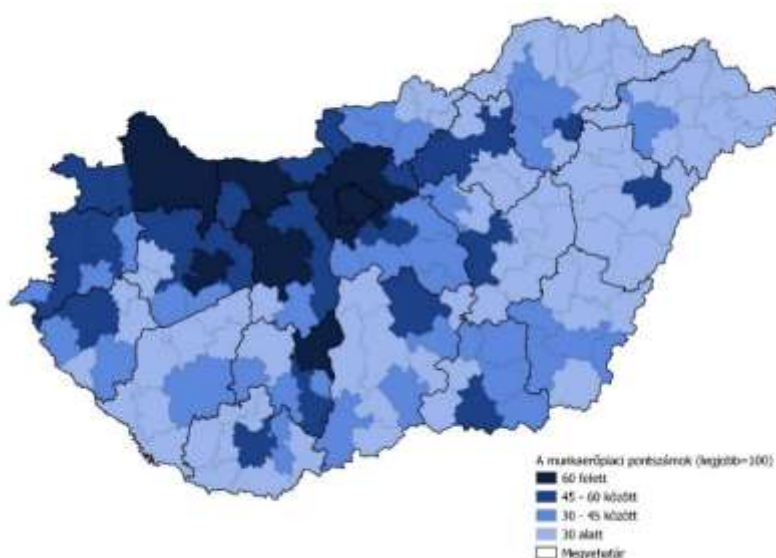 A munkaerőpiaci pontszámok (legjobb=100)
60 felett
45 - 60 között
30 - 45 között
30 alatt
Megyehatár